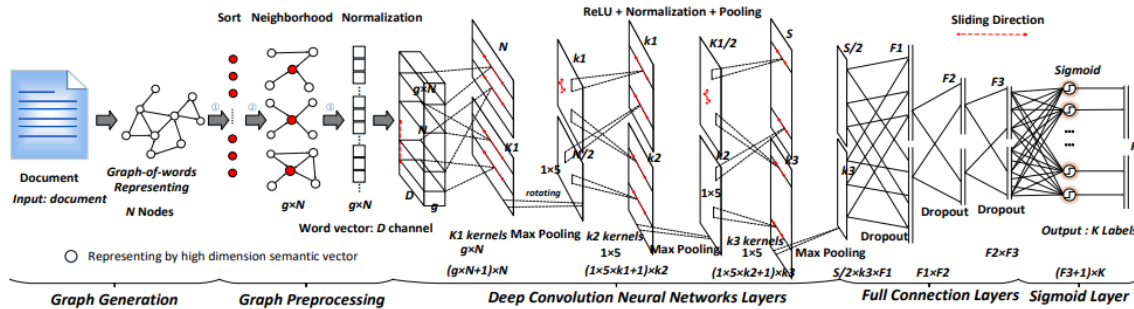 ReLU + Normalization + Pooling
Sort Neighborhood Normalization
Sliding Direction
① ② ③
Document
Input: document
Graph-of-words
Representing
N Nodes
g×N
g×N
g×N
N
D
g
Word vector: D channel
N
K1
K1 kernels
g×N
(g×N+1)×N
k1
N/2
1×5
rotating
Max Pooling
k1
k2
k2 kernels
1×5
(1×5×k1+1)×k2
K1/2
k2
1×5
Max Pooling
S
k3
k3 kernels
1×5
(1×5×k2+1)×k3
Max Pooling
S/2
k3
S/2×k3×F1
F1
Dropout
F1×F2
F2
Dropout
F3
Dropout
F2×F3
Sigmoid
...
...
Output : K Labels
(F3+1)×K
Representing by high dimension semantic vector
Graph Generation
Graph Preprocessing
Deep Convolution Neural Networks Layers
Full Connection Layers
Sigmoid Layer